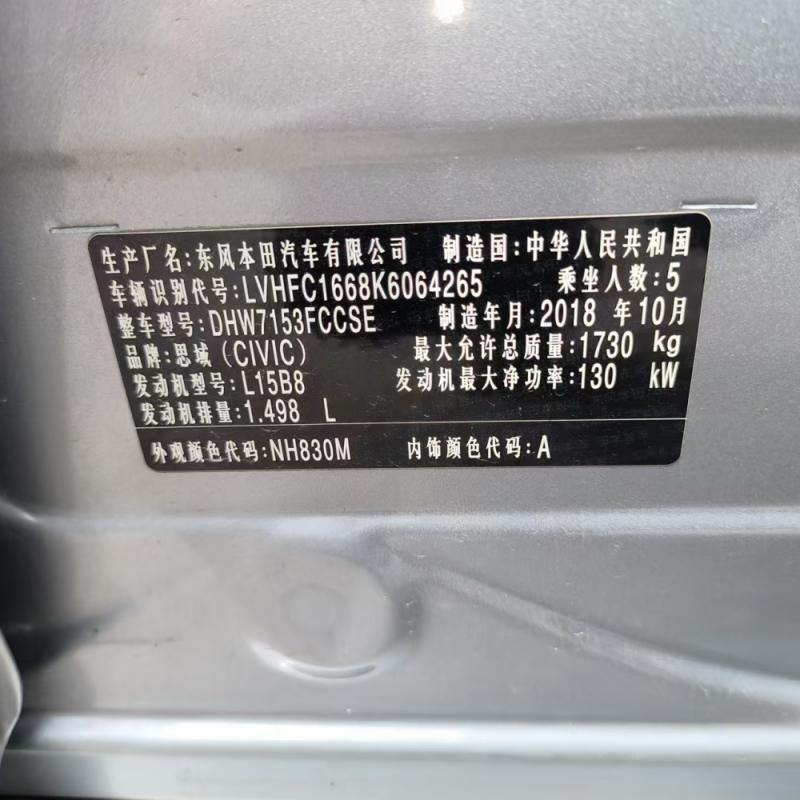 生产厂名:东风本田汽车有限公司 制造国:中华人民共和国
车辆识别代号:LVHFC1668K6064265 乘坐人数:5
整车型号:DHW7153FCCSE 制造年月:2018 年10月
品牌:思域(CIVIC) 最大允许总质量:1730 kg
发动机型号:L15B8 发动机最大净功率:130 kW
发动机排量:1.498 L
外观颜色代码:NH830M 内饰颜色代码:A